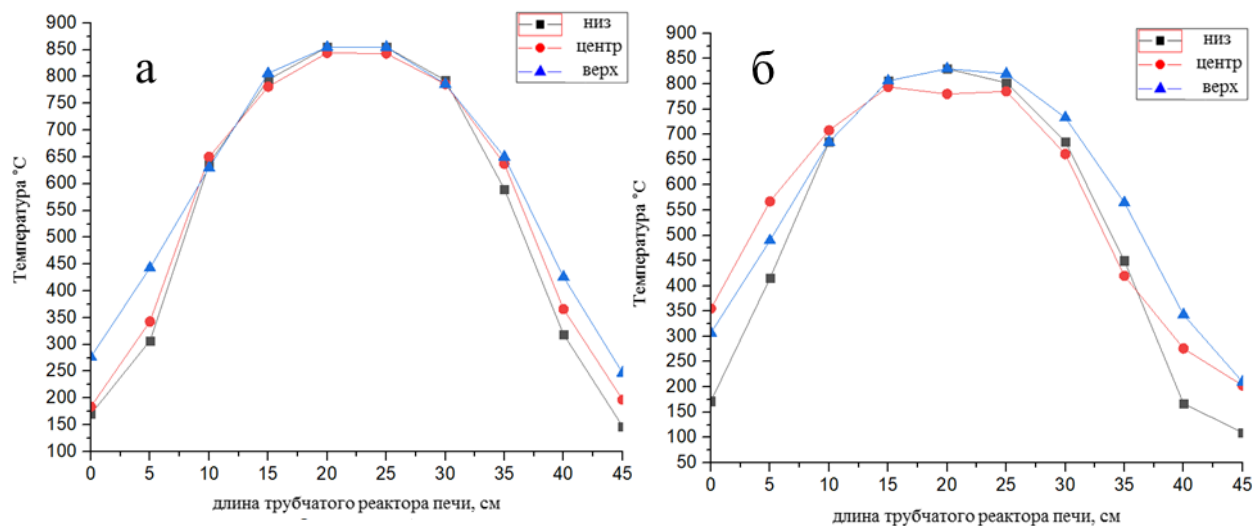 а
900
850
800
750
700
650
600
550
500
450
400
350
300
250
200
150
100
0 5 10 15 20 25 30 35 40 45
Температура °C
длина трубчатого реактора печи, см
низ
центр
верх
б
900
850
800
750
700
650
600
550
500
450
400
350
300
250
200
150
100
50
0 5 10 15 20 25 30 35 40 45
Температура °C
длина трубчатого реактора печи, см
низ
центр
верх